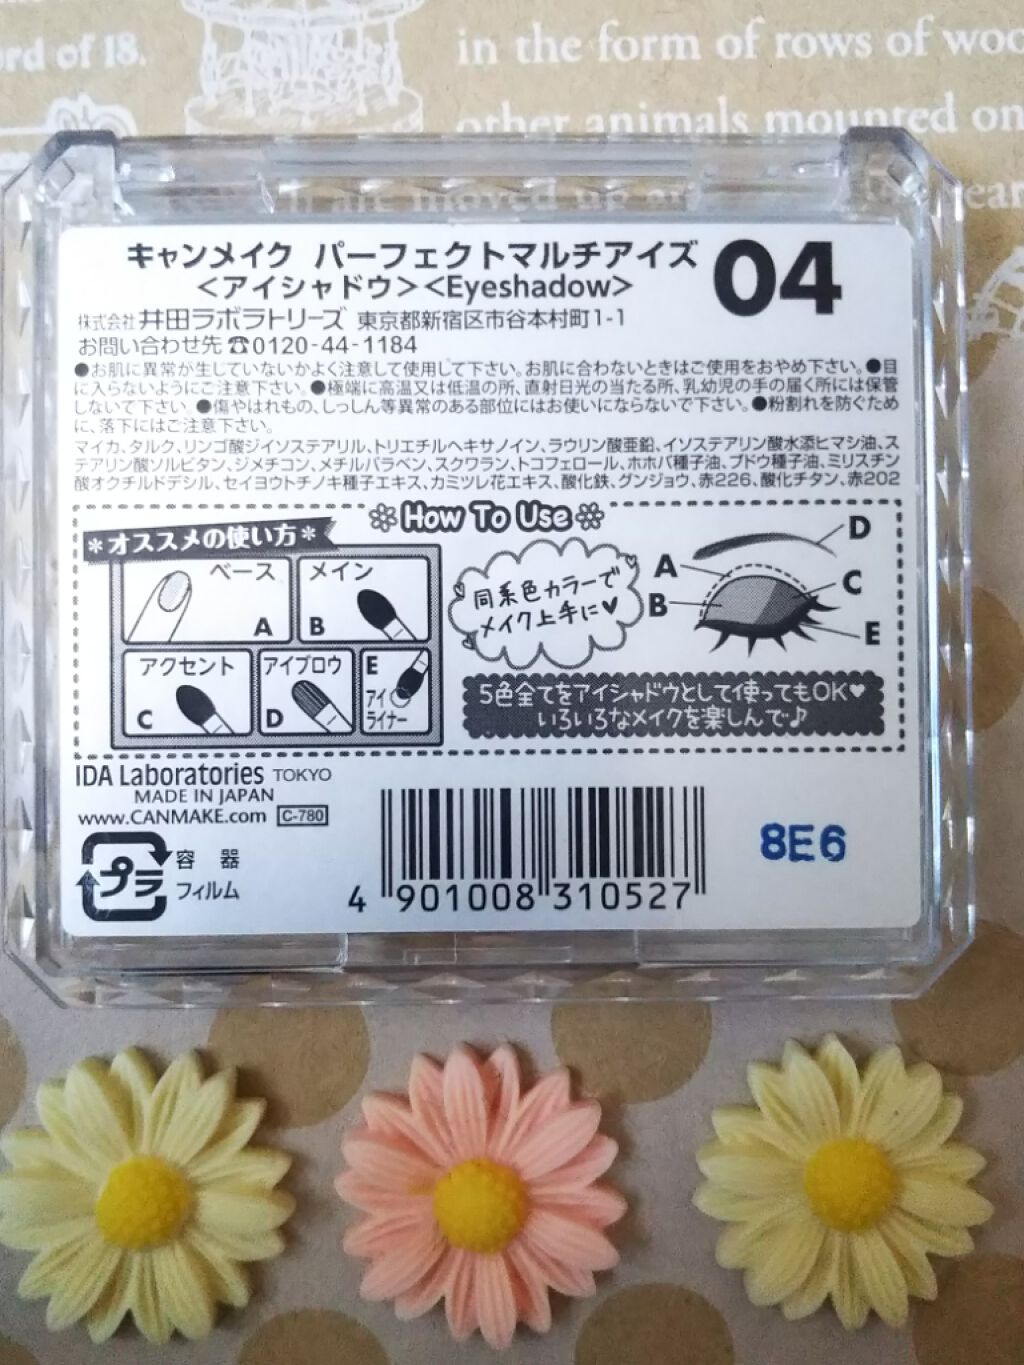 ord of 18.
in the form of rows of woo
other animals mounted on
キャンメイク パーフェクトマルチアイズ
＜アイシャドウ＞＜Eyeshadow＞
04
株式会社 井田ラボラトリーズ 東京都新宿区市谷本村町1-1
お問い合わせ先☎0120-44-1184
●お肌に異常が生じていないかよく注意して使用して下さい。お肌に合わないときはご使用をおやめ下さい。●目
に入らないようにご注意下さい。●極端に高温又は低温の所、直射日光の当たる所、乳幼児の手の届く所には保管
しないで下さい。●傷やはれもの、しっしん等異常のある部位にはお使いにならないで下さい。●粉割れを防ぐため
に、落下にはご注意下さい。
マイカ、タルク、リンゴ酸ジイソステアリル、トリエチルヘキサノイン、ラウリン酸亜鉛、イソステアリン酸水添ヒマシ油、ス
テアリン酸ソルビタン、ジメチコン、メチルパラベン、スクワラン、トコフェロール、ホホバ種子油、ブドウ種子油、ミリスチン
酸オクチルドデシル、セイヨウトチノキ種子エキス、カミツレ花エキス、酸化鉄、グンジョウ、赤226、酸化チタン、赤202
How To Use
＊オススメの使い方＊
ベース
A
メイン
B
アクセント
C
アイブロウ
D
E
アイ
ライナー
同系色カラーで
メイク上手に♥
A
B
C
D
E
5色全てをアイシャドウとして使ってもOK♥
いろいろなメイクを楽しんで♪
IDA Laboratories TOKYO
MADE IN JAPAN
www.CANMAKE.com C-780
プラ
容 器
フィルム
4 901008 310527
8E6